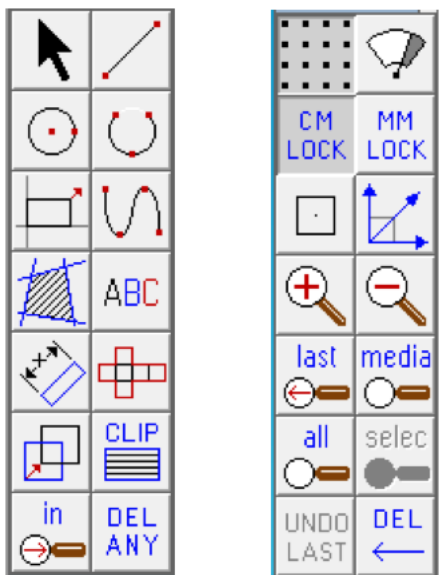 CM
LOCK
MM
LOCK
ABC
last
media
CLIP
all
selec
in
DEL
ANY
UNDO
LAST
DEL